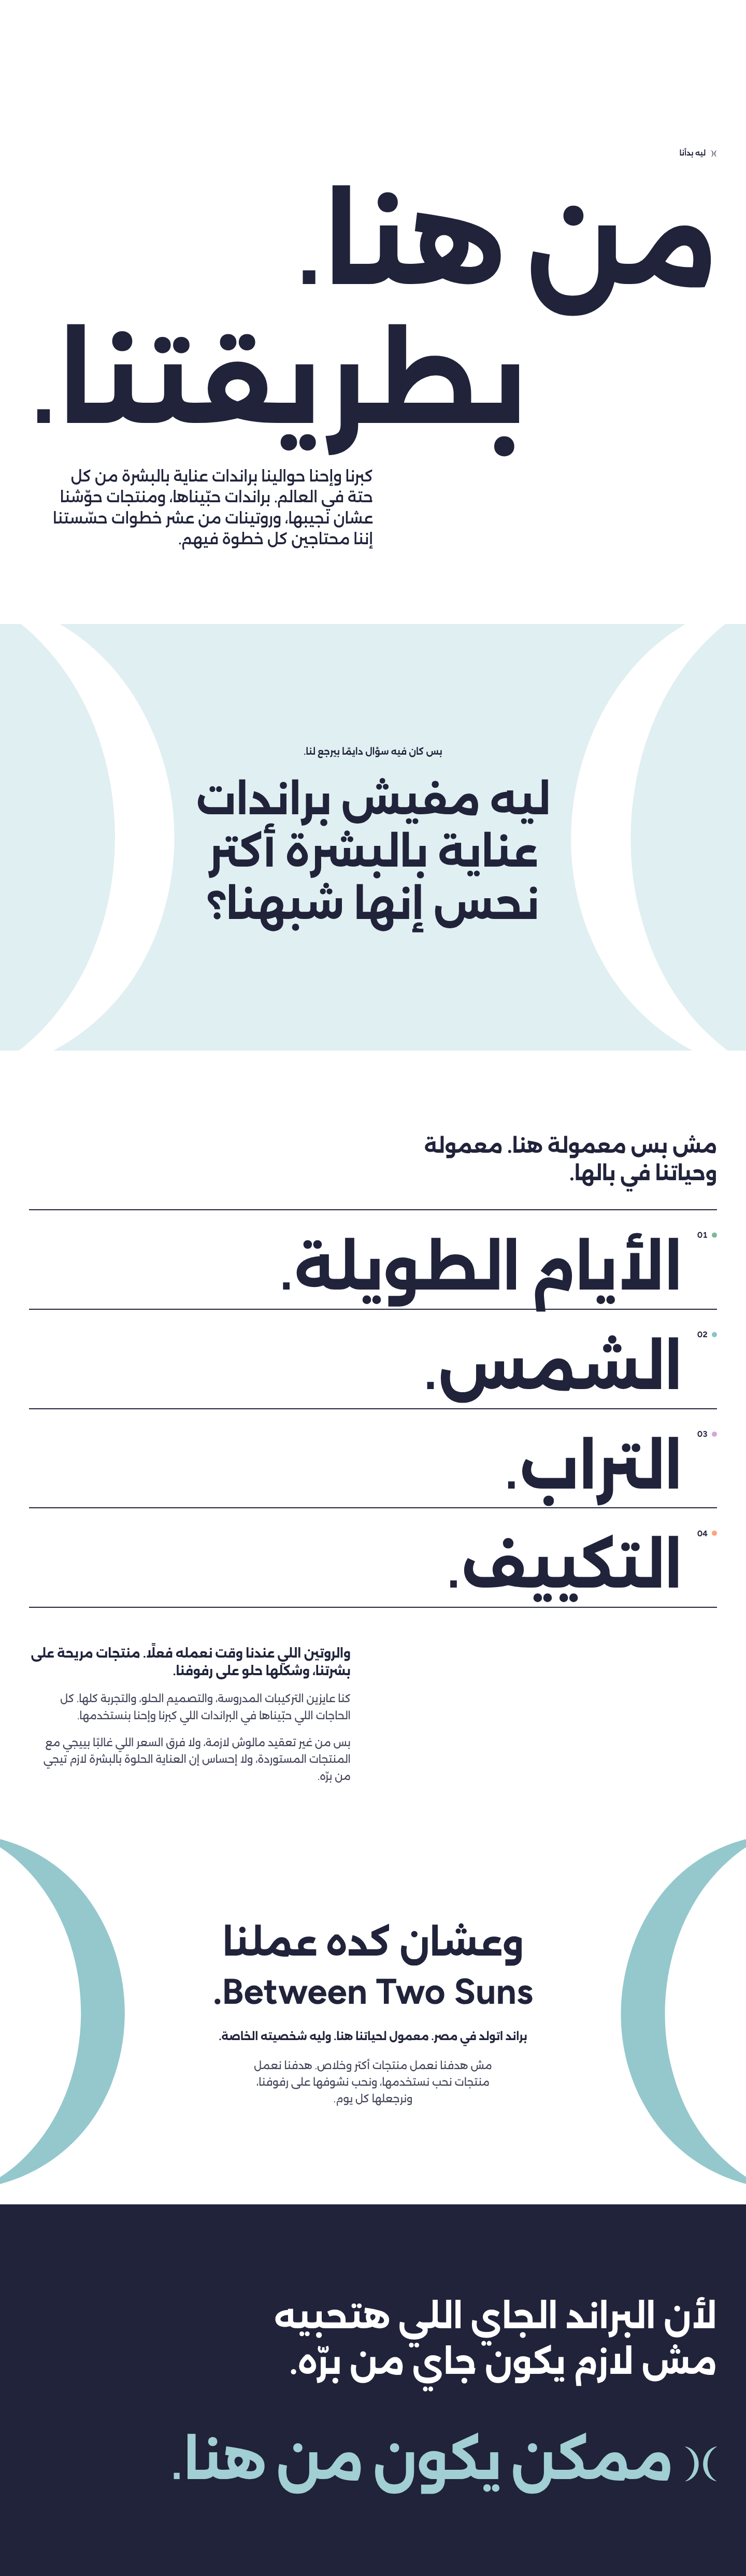 ليه بدأنا
من هنا.
بطريقتنا.
كبرنا وإحنا حوالينا براندات عناية بالبشرة من كل
حتة في العالم. براندات حبّيناها، ومنتجات حوّشنا
عشان نجيبها، وروتينات من عشر خطوات حسّستنا
إننا محتاجين كل خطوة فيهم.
بس كان فيه سؤال دايمًا بيرجع لنا.
ليه مفيش براندات
عناية بالبشرة أكتر
نحس إنها شبهنا؟
مش بس معمولة هنا. معمولة
وحياتنا في بالها.
01
الأيام الطويلة.
02
الشمس.
03
التراب.
04
التكييف.
والروتين اللي عندنا وقت نعمله فعلًا. منتجات مريحة على
بشرتنا، وشكلها حلو على رفوفنا.
كنا عايزين التركيبات المدروسة، والتصميم الحلو، والتجربة كلها. كل
الحاجات اللي حبّيناها في البراندات اللي كبرنا وإحنا بنستخدمها.
بس من غير تعقيد مالوش لازمة، ولا فرق السعر اللي غالبًا بييجي مع
المنتجات المستوردة، ولا إحساس إن العناية الحلوة بالبشرة لازم تيجي
من برّه.
وعشان كده عملنا
Between Two Suns.
براند اتولد في مصر. معمول لحياتنا هنا. وليه شخصيته الخاصة.
مش هدفنا نعمل منتجات أكتر وخلاص. هدفنا نعمل
منتجات نحب نستخدمها، ونحب نشوفها على رفوفنا،
ونرجعلها كل يوم.
لأن البراند الجاي اللي هتحبيه
مش لازم يكون جاي من برّه.
ممكن يكون من هنا.